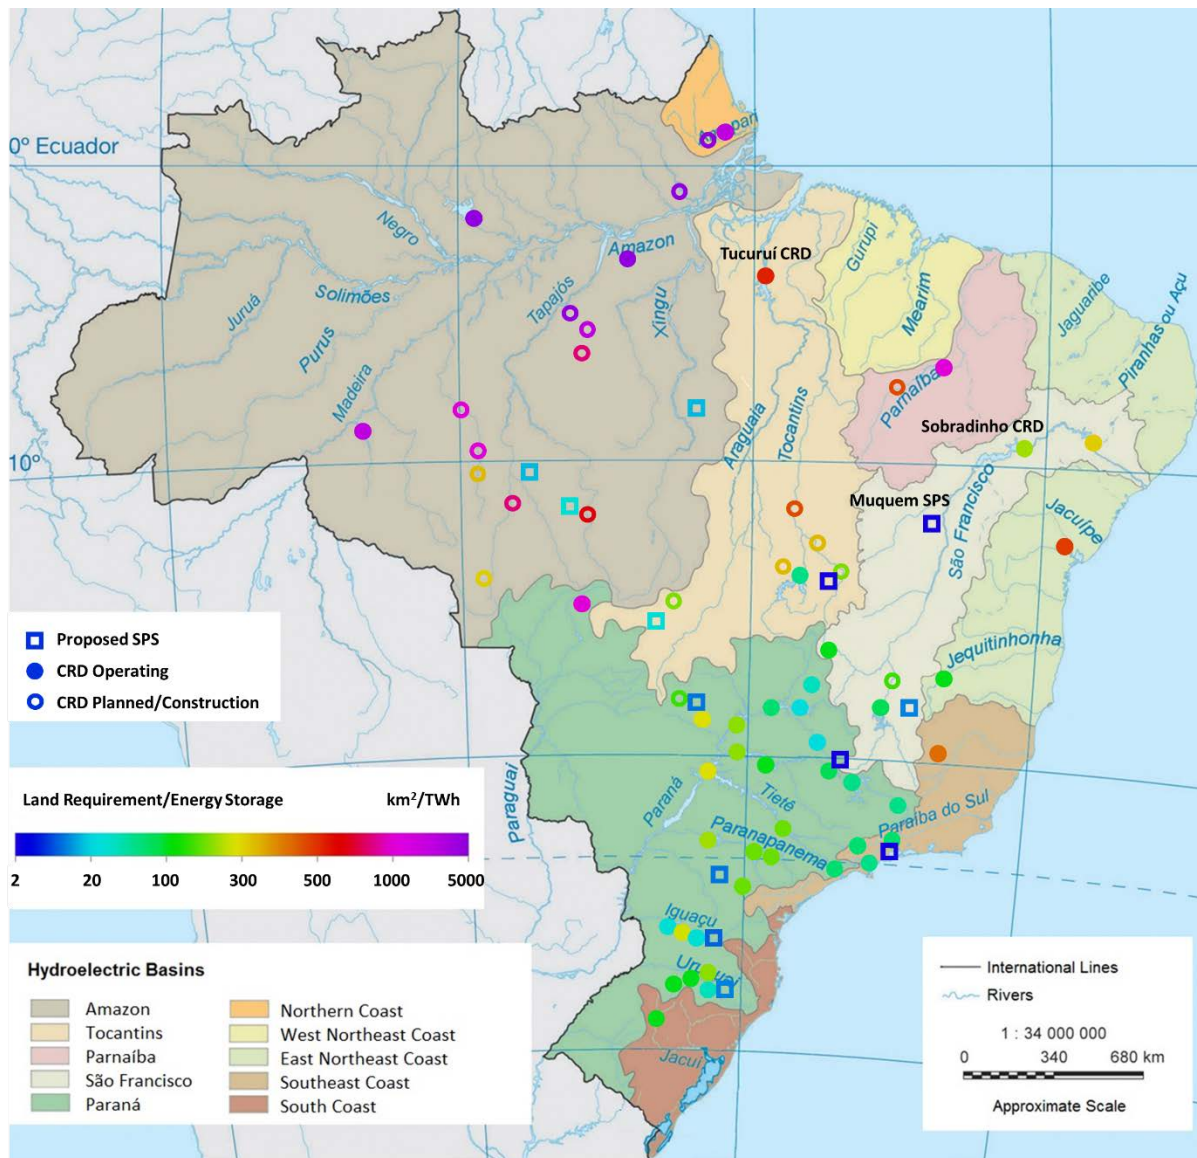 Amapari
0º Ecuador
Negro
Amazon
Tucuruí CRD
Gurupi
Mearim
Jaguaribe
Piranhas ou Açu
Solimões
Juruá
Purus
Madeira
Tapajós
Xingu
Parnaíba
Araguaia
Tocantins
Sobradinho CRD
10º
Muquem SPS
São Francisco
Jacuípe
Jequitinhonha
Proposed SPS
CRD Operating
CRD Planned/Construction
Land Requirement/Energy Storage km²/TWh
2 20 100 300 500 1000 5000
Paraguaí
Paraná
Tietê
Paranapanema
Paraíba do Sul
Iguaçu
Uruguai
Jacuí
Hydroelectric Basins
Amazon
Tocantins
Parnaíba
São Francisco
Paraná
Northern Coast
West Northeast Coast
East Northeast Coast
Southeast Coast
South Coast
International Lines
Rivers
1 : 34 000 000
0 340 680 km
Approximate Scale